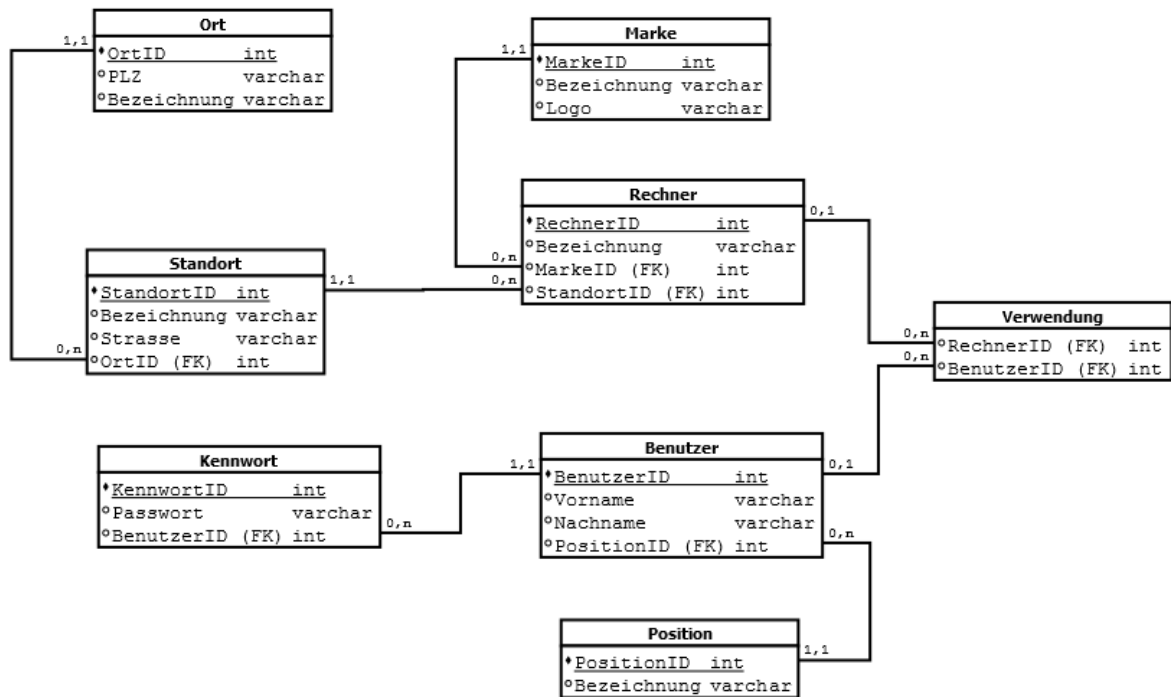 Ort
OrtID int
PLZ varchar
Bezeichnung varchar
1,1
Marke
MarkeID int
Bezeichnung varchar
Logo varchar
1,1
Rechner
RechnerID int
Bezeichnung varchar
MarkeID (FK) int
StandortID (FK) int
0,1
0,n
0,n
Standort
StandortID int
Bezeichnung varchar
Strasse varchar
OrtID (FK) int
1,1
0,n
Verwendung
RechnerID (FK) int
BenutzerID (FK) int
0,n
0,n
Kennwort
KennwortID int
Passwort varchar
BenutzerID (FK) int
0,n
Benutzer
BenutzerID int
Vorname varchar
Nachname varchar
PositionID (FK) int
1,1
0,1
0,n
Position
PositionID int
Bezeichnung varchar
1,1